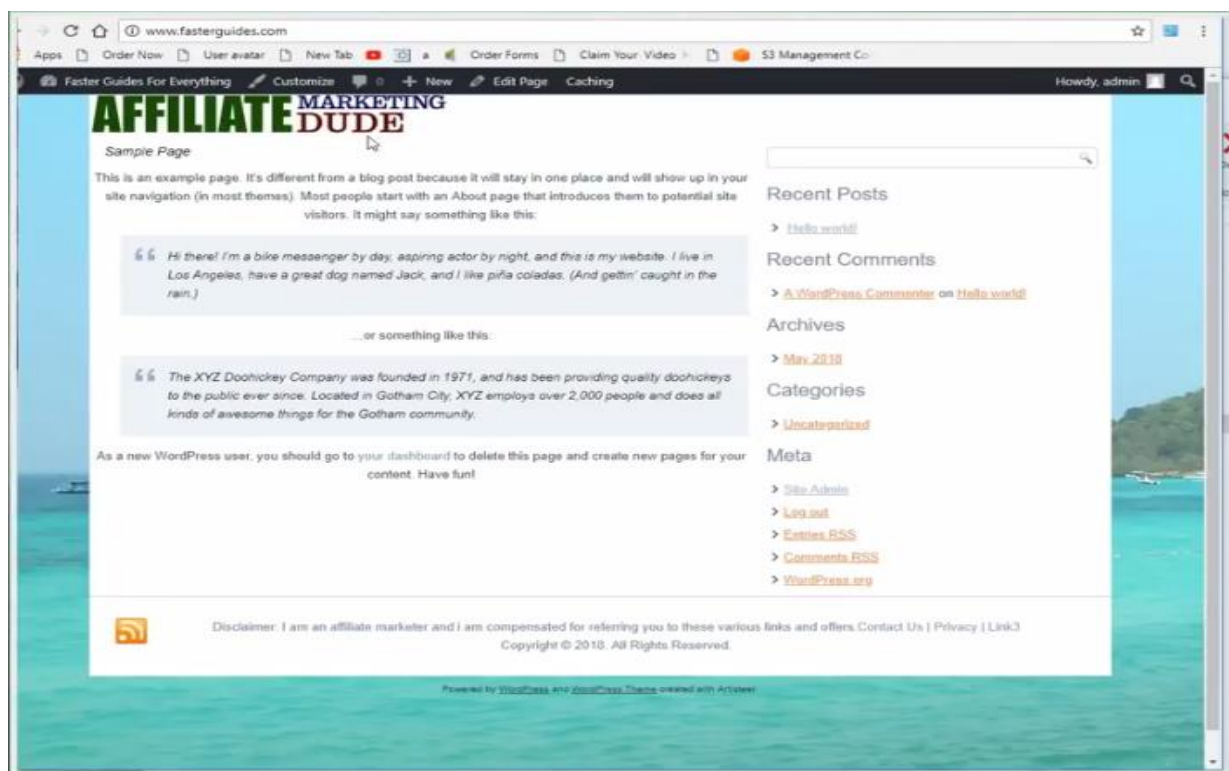 www.fasterguides.com
Apps Order Now User avatar New Tab a Order Forms Claim Your Video S3 Management Co
Faster Guides For Everything Customize 0 New Edit Page Caching Howdy, admin
AFFILIATE MARKETING DUDE
Sample Page
This is an example page. It's different from a blog post because it will stay in one place and will show up in your
site navigation (in most themes). Most people start with an About page that introduces them to potential site
visitors. It might say something like this:
Hi there! I'm a bike messenger by day, aspiring actor by night, and this is my website. I live in
Los Angeles, have a great dog named Jack, and I like piña coladas. (And gettin' caught in the
rain.)
...or something like this:
The XYZ Doohickey Company was founded in 1971, and has been providing quality doohickeys
to the public ever since. Located in Gotham City, XYZ employs over 2,000 people and does all
kinds of awesome things for the Gotham community.
As a new WordPress user, you should go to your dashboard to delete this page and create new pages for your
content. Have fun!
Recent Posts
Hello world!
Recent Comments
A WordPress Commenter on Hello world!
Archives
May 2018
Categories
Uncategorized
Meta
Site Admin
Log out
Entries RSS
Comments RSS
WordPress.org
Disclaimer: I am an affiliate marketer and i am compensated for referring you to these various links and offers.Contact Us | Privacy | Link3
Copyright © 2018. All Rights Reserved.
Powered by WordPress and WordPress Theme created with Artisteer.